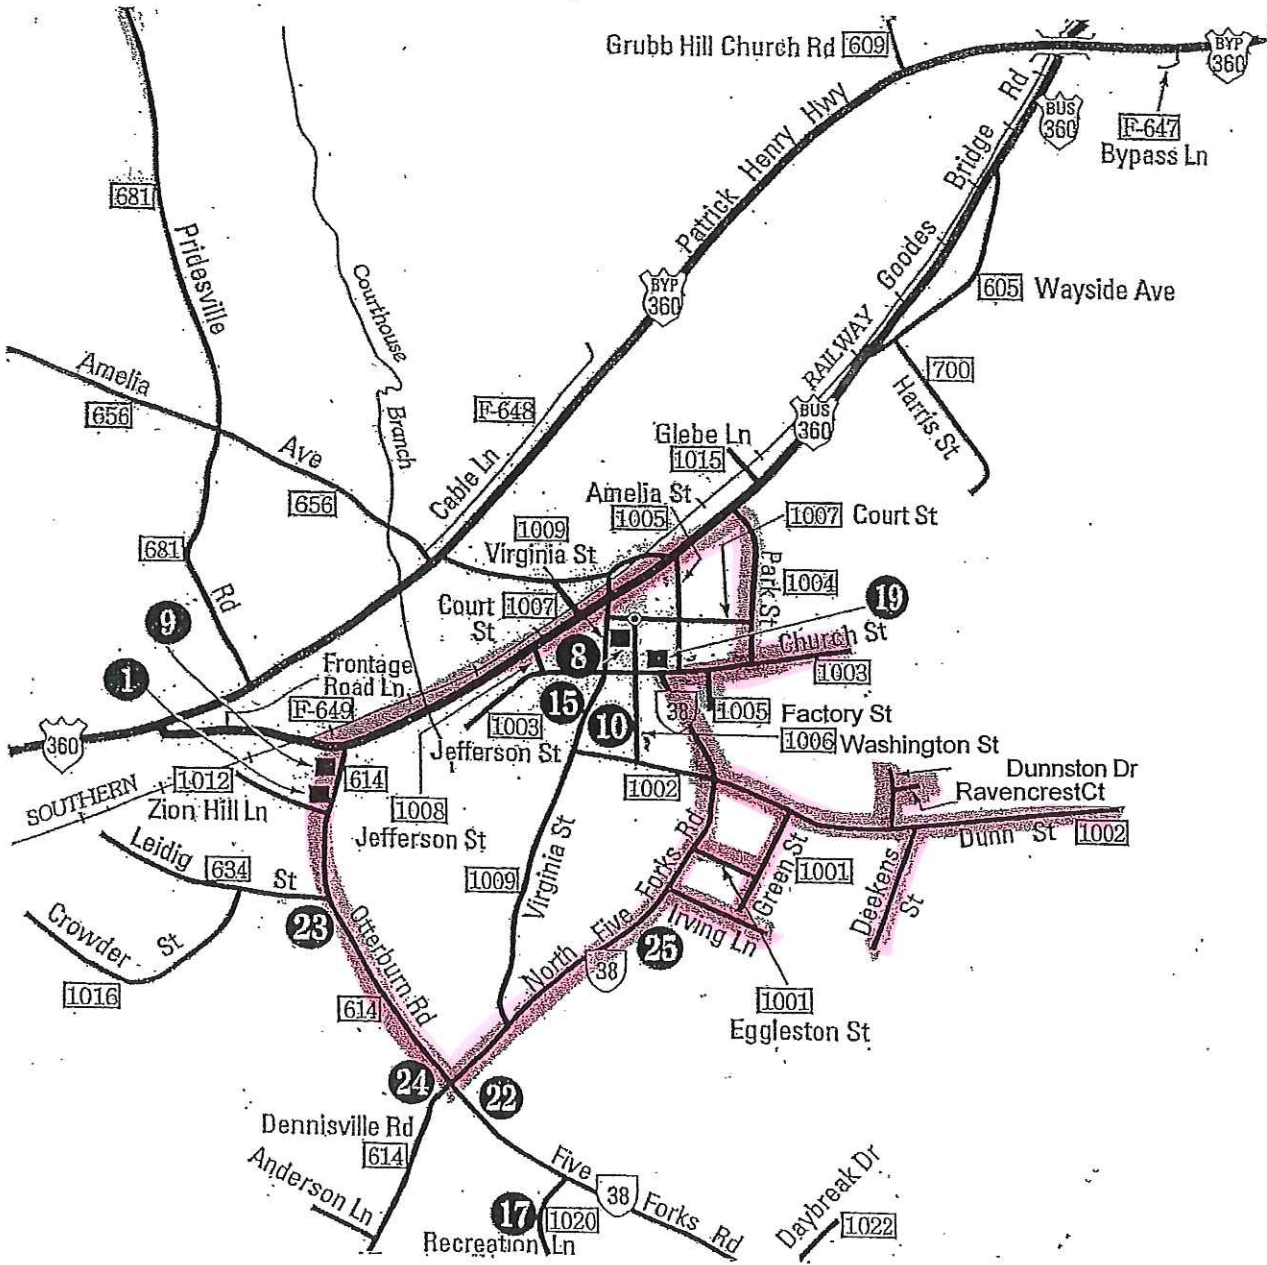 Grubb Hill Church Rd 609
BYP
360
BUS
360
F-647
Bypass Ln
Patrick Henry Hwy
Goodes Bridge Rd
681
Pridesville
Rd
BYP
360
605 Wayside Ave
Courthouse
Branch
RAILWAY
700
Harris St
Amelia
656
Ave
656
F-648
Cable Ln
BUS
360
Glebe Ln
1015
Amelia St
1005
1007 Court St
1009
Virginia St
681
Park St
1004
Court
St
1007
19
9
8
Church St
1003
1
Frontage
Road Ln
F-649
15
10
38
1005
Factory St
1003
Jefferson St
1006 Washington St
360
SOUTHERN
1012
Zion Hill Ln
614
1008
Jefferson St
1002
Dunnston Dr
Ravencrest Ct
Dunn St 1002
Leidig
634
St
1009
Virginia St
Green St
1001
Deekens
St
Crowder
St
1016
23
Otterburn Rd
614
North Five Forks Rd
38
25
Irving Ln
1001
Eggleston St
24
22
Dennisville Rd
614
Anderson Ln
Five
38
Forks Rd
17
1020
Recreation Ln
Daybreak Dr
1022